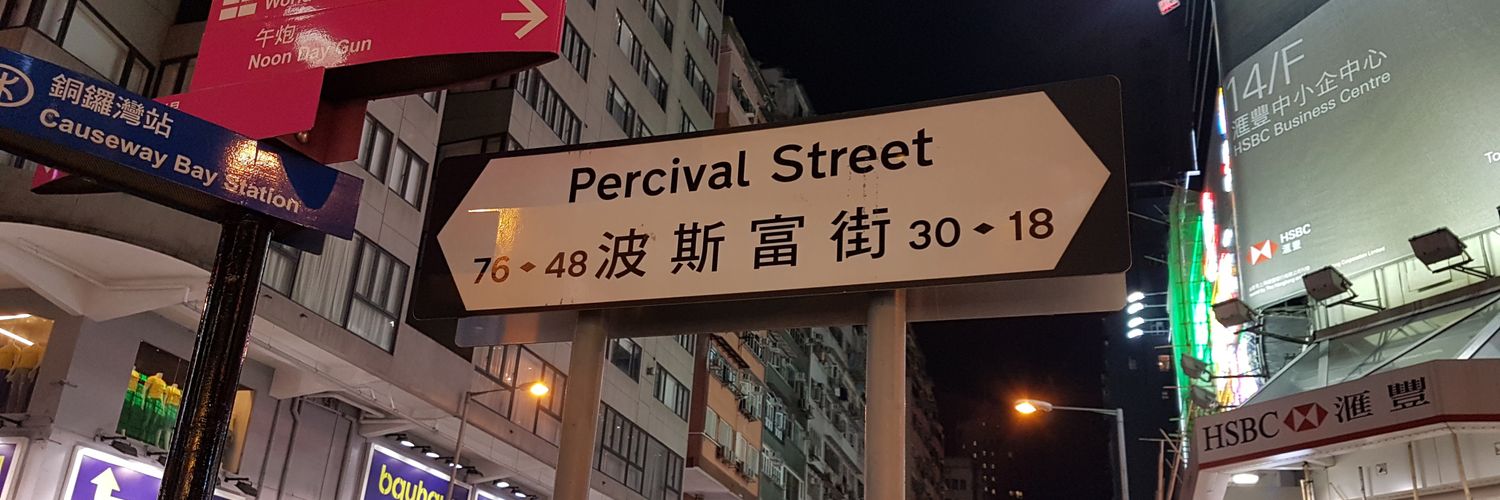 午炮
Noon Day Gun
銅鑼灣站
Causeway Bay Station
Percival Street
76 48 波斯富街 30 18
14/F
滙豐中小企中心
HSBC Business Centre
HSBC
滙豐
HSBC 滙豐